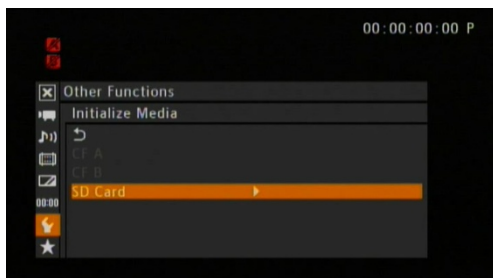 00:00:00:00 P
A
B
Other Functions
Initialize Media
CF A
CF B
SD Card
00:00